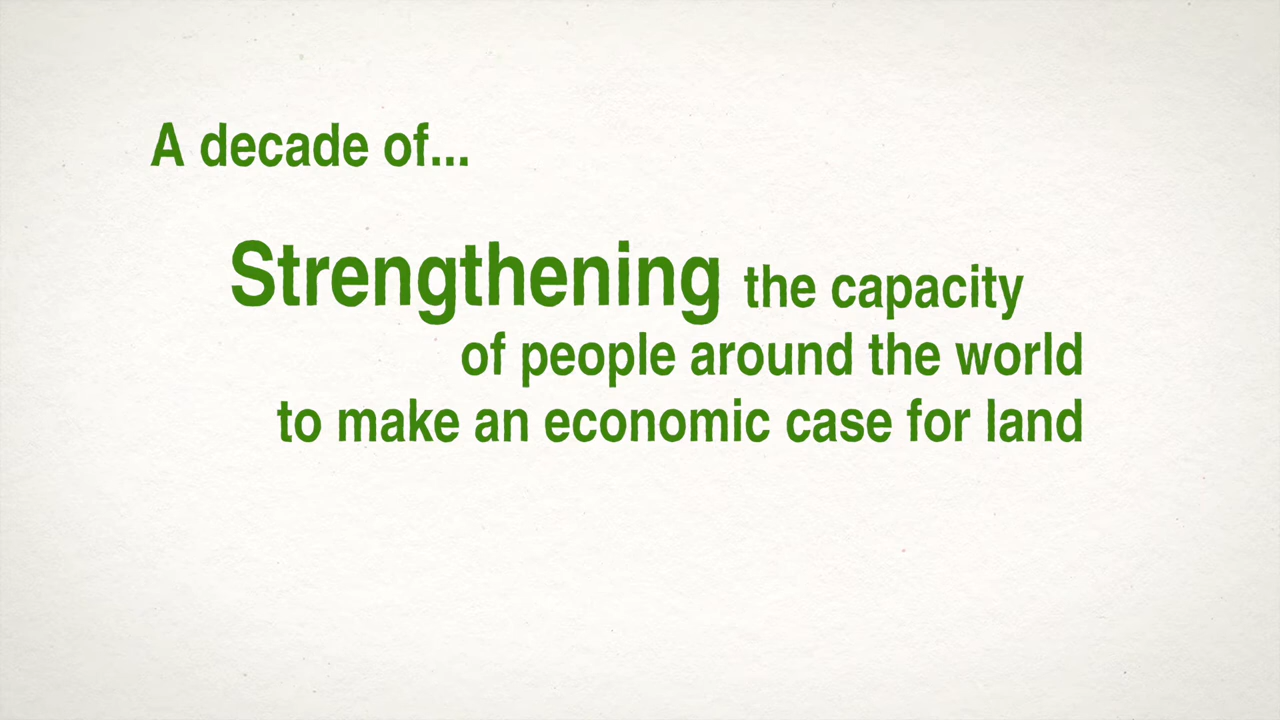 A decade of...
Strengthening the capacity
of people around the world
to make an economic case for land